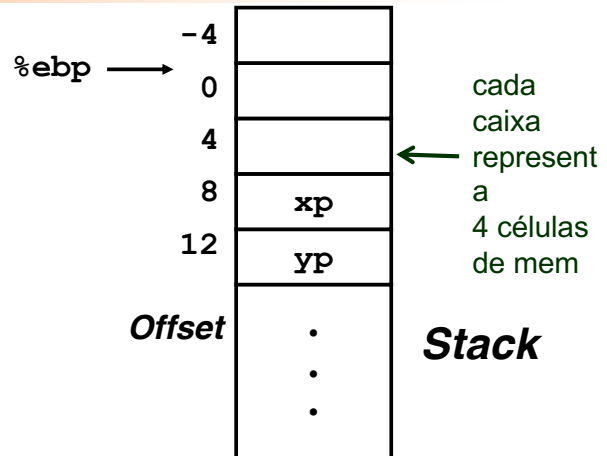 -4
%ebp
0
4
8
xp
12
yp
Offset
Stack
cada
caixa
represent
a
4 células
de mem